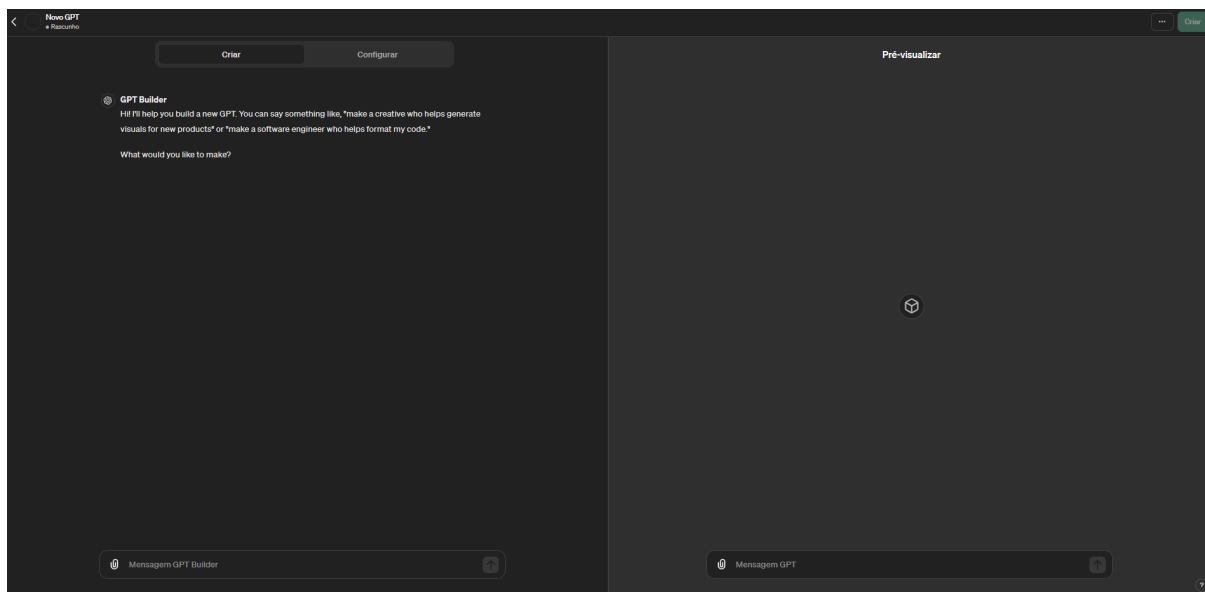 Novo GPT
Rascunho
Criar
Criar
Configurar
Pré-visualizar
GPT Builder
Hi! I'll help you build a new GPT. You can say something like, "make a creative who helps generate
visuals for new products" or "make a software engineer who helps format my code."
What would you like to make?
Mensagem GPT Builder
Mensagem GPT
?